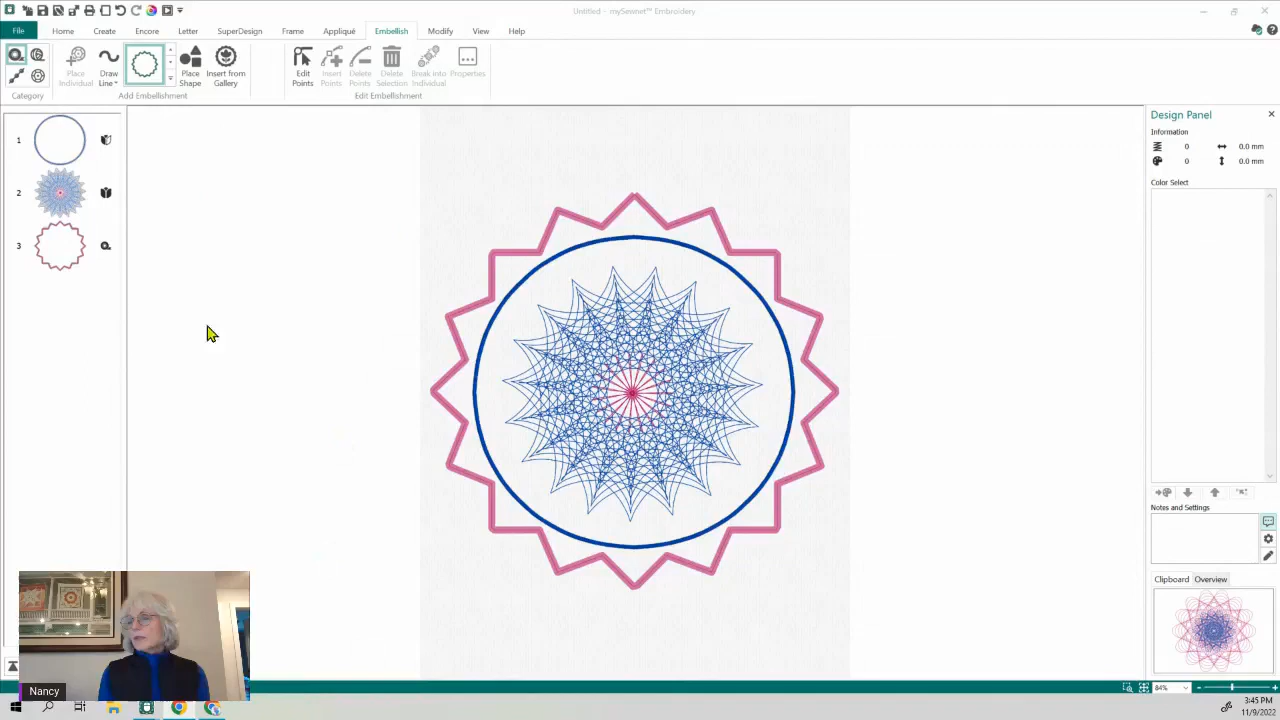 Untitled - mySewnet™ Embroidery
File Home Create Encore Letter SuperDesign Frame Appliqué Embellish Modify View Help
Place Individual
Draw Line
Place Shape
Insert from Gallery
Edit Points
Insert Points
Delete Points
Delete Selection
Break into Individual
Properties
Category Add Embellishment Edit Embellishment
Design Panel
Information
0 0.0 mm
0 0.0 mm
Color Select
1
2
3
Notes and Settings
Clipboard Overview
Nancy
84%
3:45 PM
11/9/2022